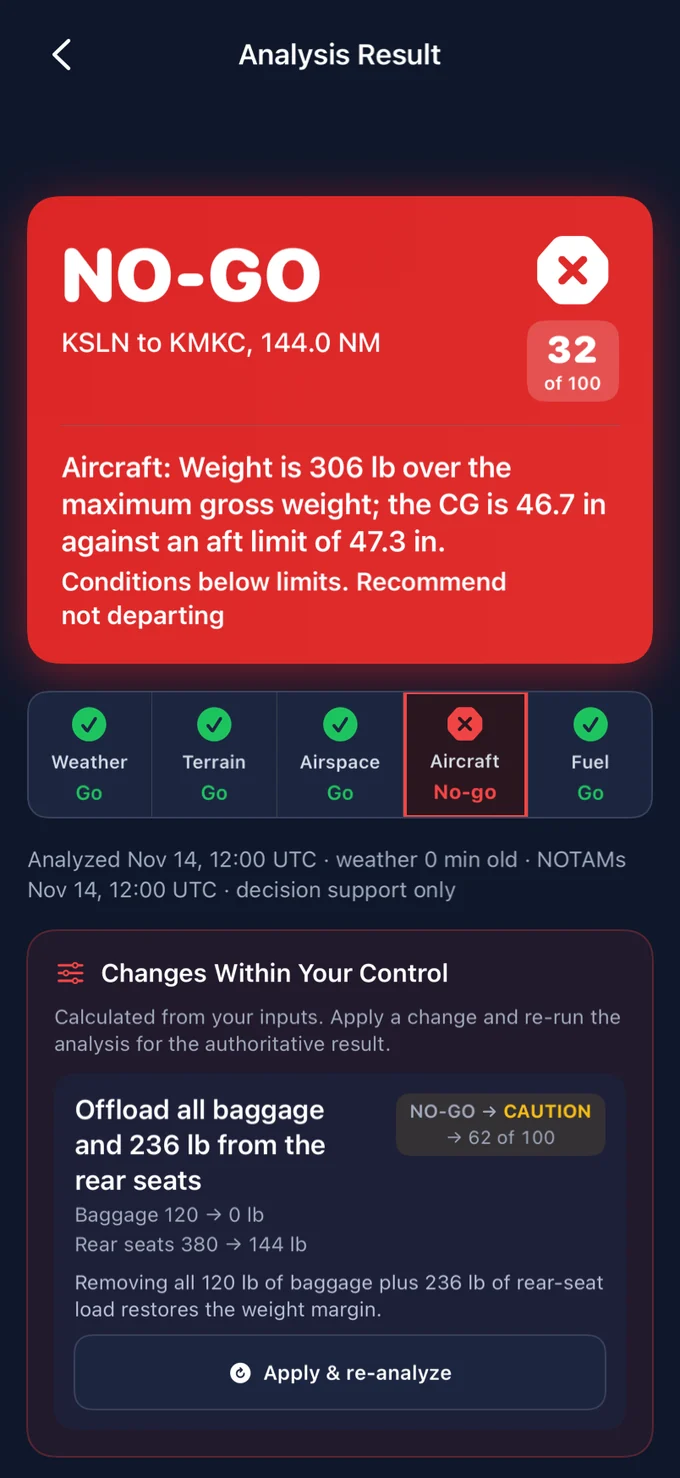 Analysis Result
NO-GO
KSLN to KMKC, 144.0 NM
32
of 100
Aircraft: Weight is 306 lb over the
maximum gross weight; the CG is 46.7 in
against an aft limit of 47.3 in.
Conditions below limits. Recommend
not departing
Weather
Go
Terrain
Go
Airspace
Go
Aircraft
No-go
Fuel
Go
Analyzed Nov 14, 12:00 UTC · weather 0 min old · NOTAMs
Nov 14, 12:00 UTC · decision support only
Changes Within Your Control
Calculated from your inputs. Apply a change and re-run the
analysis for the authoritative result.
Offload all baggage
and 236 lb from the
rear seats
NO-GO → CAUTION
→ 62 of 100
Baggage 120 → 0 lb
Rear seats 380 → 144 lb
Removing all 120 lb of baggage plus 236 lb of rear-seat
load restores the weight margin.
Apply & re-analyze